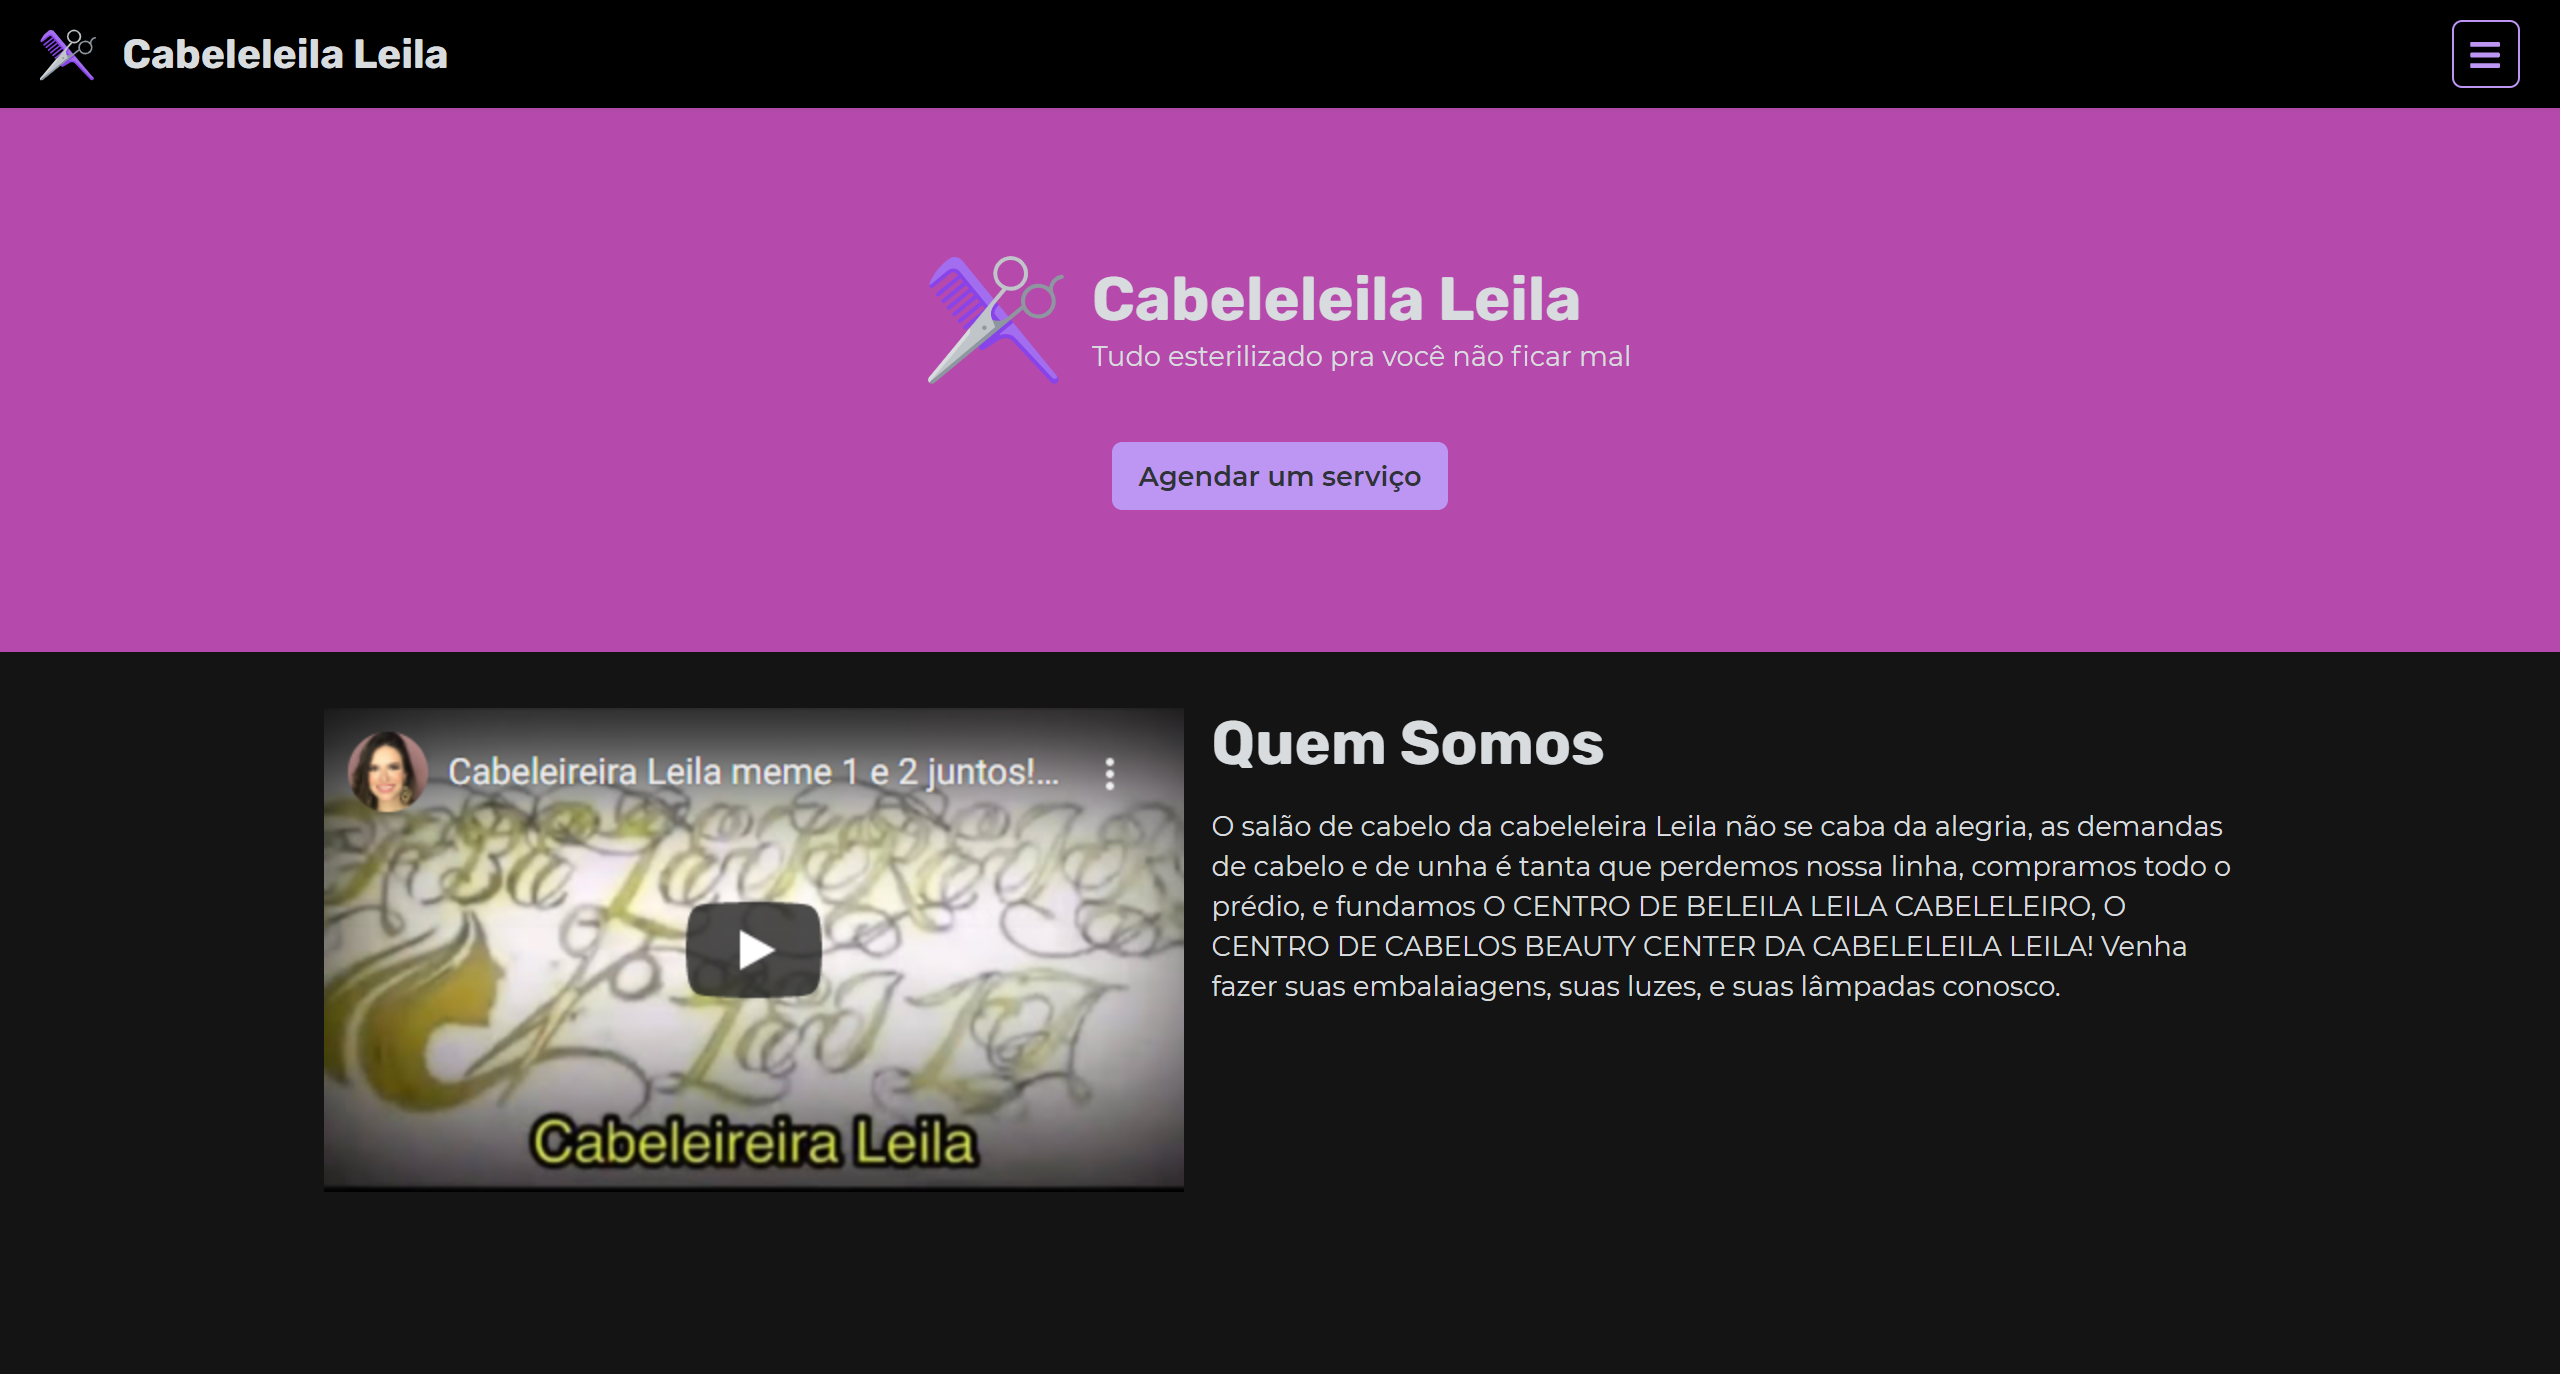 Cabeleleila Leila
Cabeleleila Leila
Tudo esterilizado pra você não ficar mal
Agendar um serviço
Cabeleireira Leila meme 1 e 2 juntos!...
Cabeleireira Leila
Quem Somos
O salão de cabelo da cabeleleira Leila não se caba da alegria, as demandas
de cabelo e de unha é tanta que perdemos nossa linha, compramos todo o
prédio, e fundamos O CENTRO DE BELEILA LEILA CABELELEIRO, O
CENTRO DE CABELOS BEAUTY CENTER DA CABELELEILA LEILA! Venha
fazer suas embalaiagens, suas luzes, e suas lâmpadas conosco.